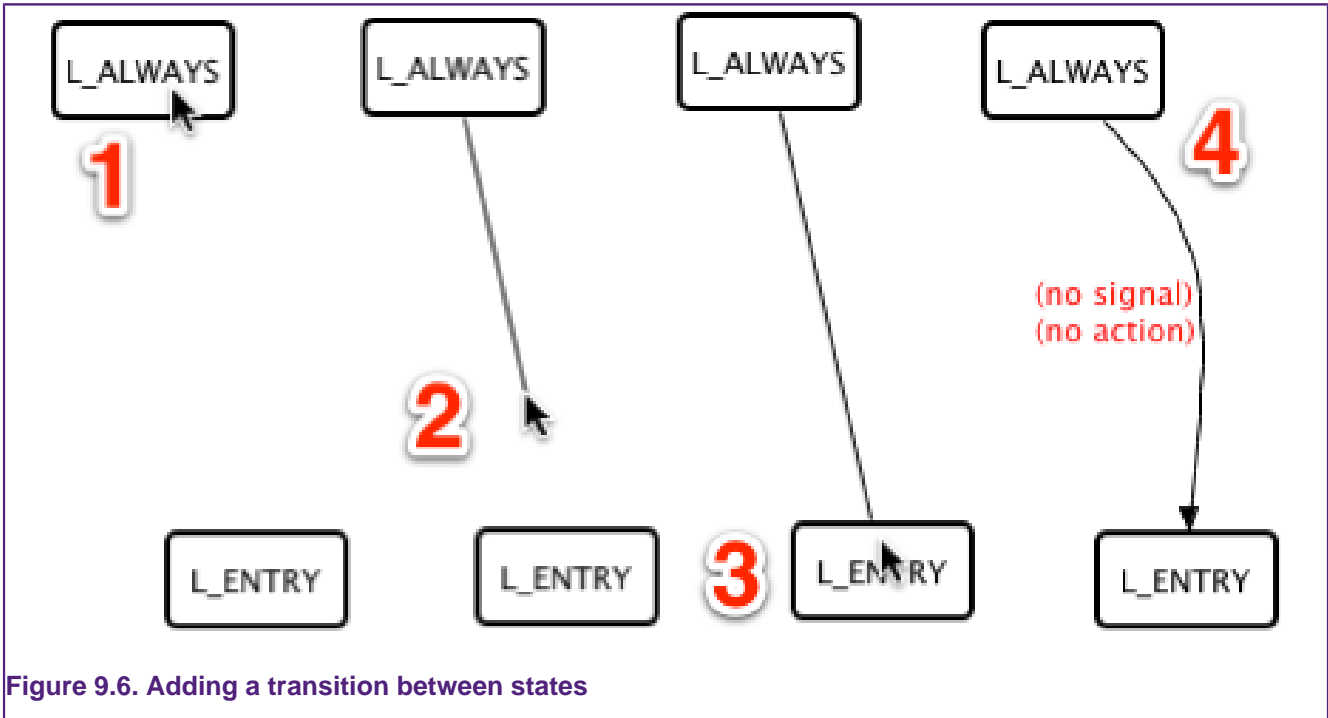 L_ALWAYS
L_ALWAYS
L_ALWAYS
L_ALWAYS
1
4
(no signal)
(no action)
2
3
L_ENTRY
L_ENTRY
L_ENTRY
L_ENTRY
Figure 9.6. Adding a transition between states